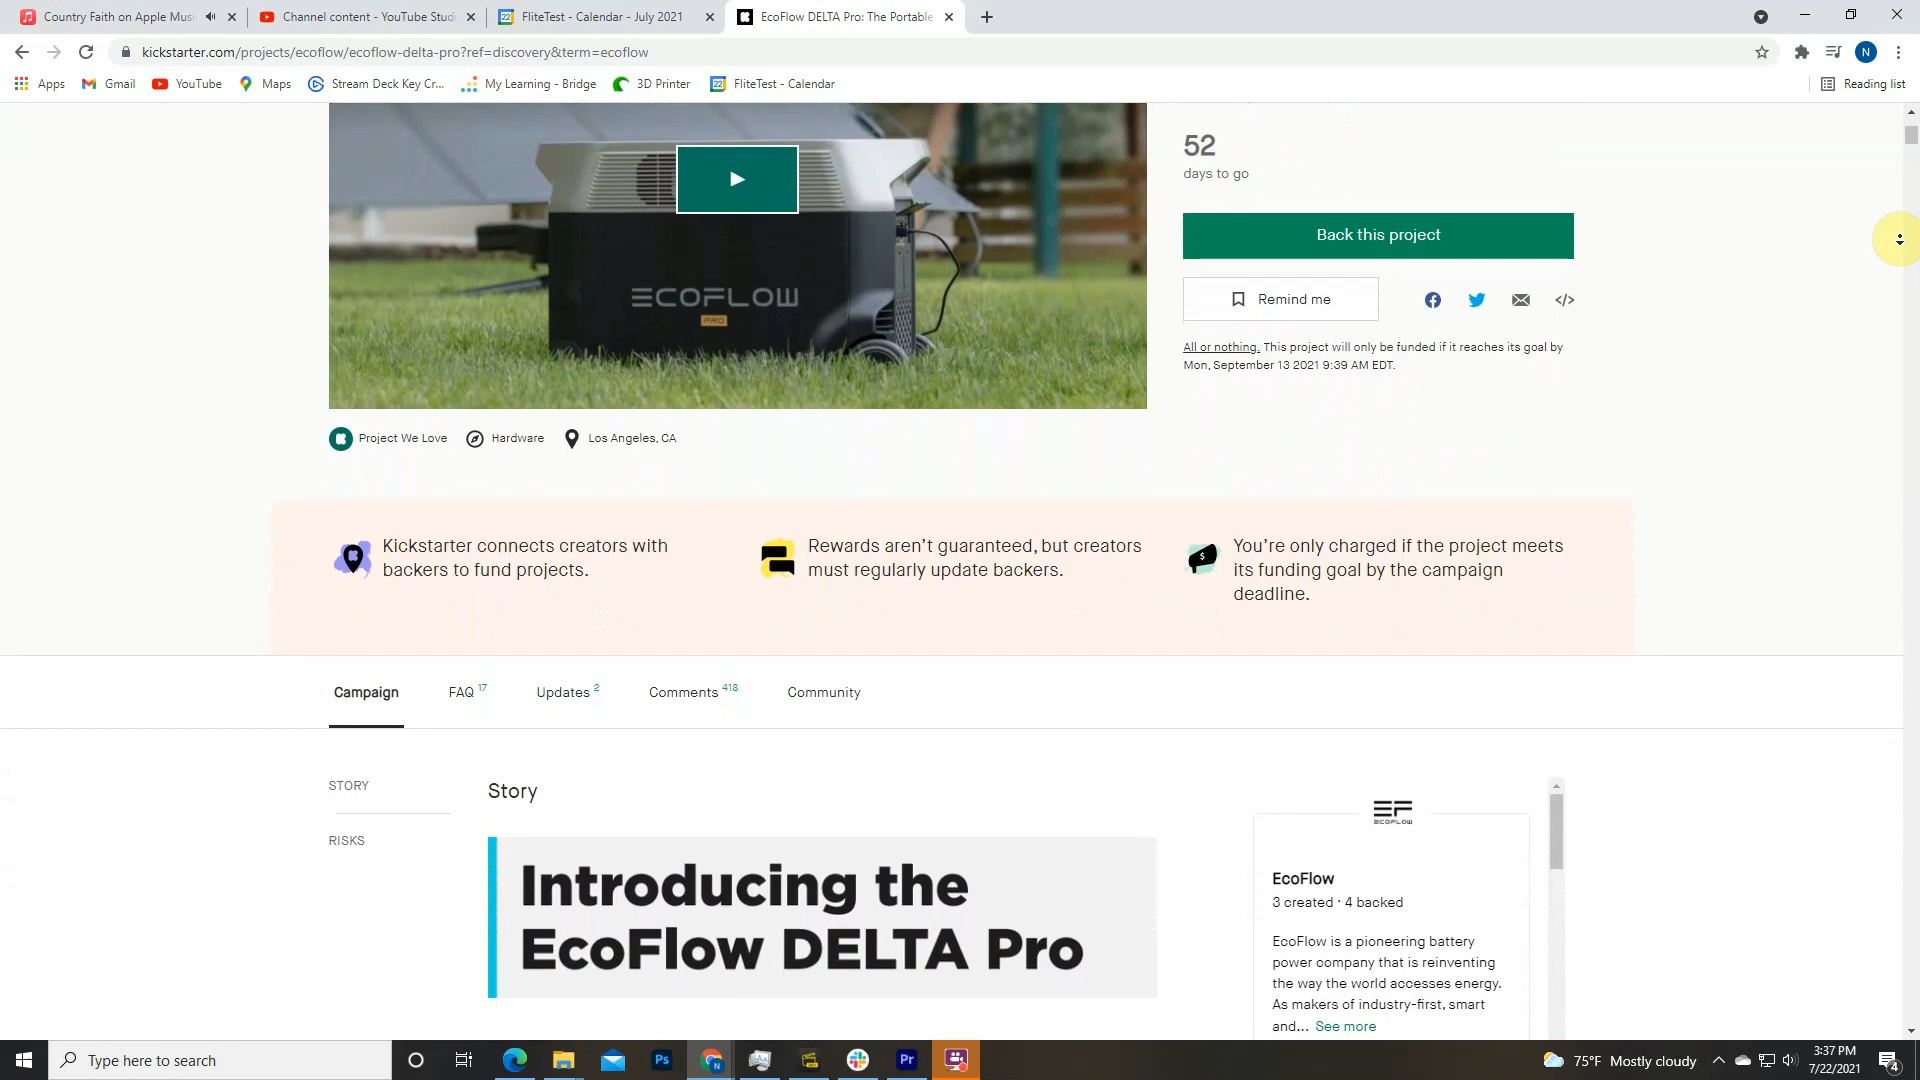 Country Faith on Apple Musi
Channel content - YouTube Studi
FliteTest - Calendar - July 2021
EcoFlow DELTA Pro: The Portable
kickstarter.com/projects/ecoflow/ecoflow-delta-pro?ref=discovery&term=ecoflow
N
Apps
Gmail
YouTube
Maps
Stream Deck Key Cr...
My Learning - Bridge
3D Printer
FliteTest - Calendar
Reading list
ECOFLOW
PRO
52
days to go
Back this project
Remind me
All or nothing. This project will only be funded if it reaches its goal by
Mon, September 13 2021 9:39 AM EDT.
Project We Love
Hardware
Los Angeles, CA
Kickstarter connects creators with
backers to fund projects.
Rewards aren’t guaranteed, but creators
must regularly update backers.
You’re only charged if the project meets
its funding goal by the campaign
deadline.
Campaign
FAQ 17
Updates 2
Comments 418
Community
STORY
RISKS
Story
Introducing the
EcoFlow DELTA Pro
ECOFLOW
EcoFlow
3 created · 4 backed
EcoFlow is a pioneering battery
power company that is reinventing
the way the world accesses energy.
As makers of industry-first, smart
and... See more
Type here to search
Ps
N
Pr
75°F Mostly cloudy
3:37 PM
7/22/2021
4